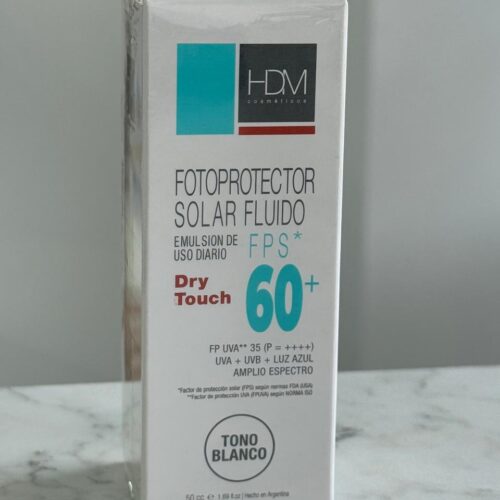 HDM
cosméticos
FOTOPROTECTOR
SOLAR FLUIDO
EMULSION DE
USO DIARIO
FPS*
Dry
Touch
60+
FP UVA** 35 (P = ++++)
UVA + UVB + LUZ AZUL
AMPLIO ESPECTRO
*Factor de protección solar (FPS) según normas FDA (USA)
**Factor de protección UVA (FPUVA) según NORMA ISO
TONO
BLANCO
50 cc e 1.69 fl.oz | Hecho en Argentina